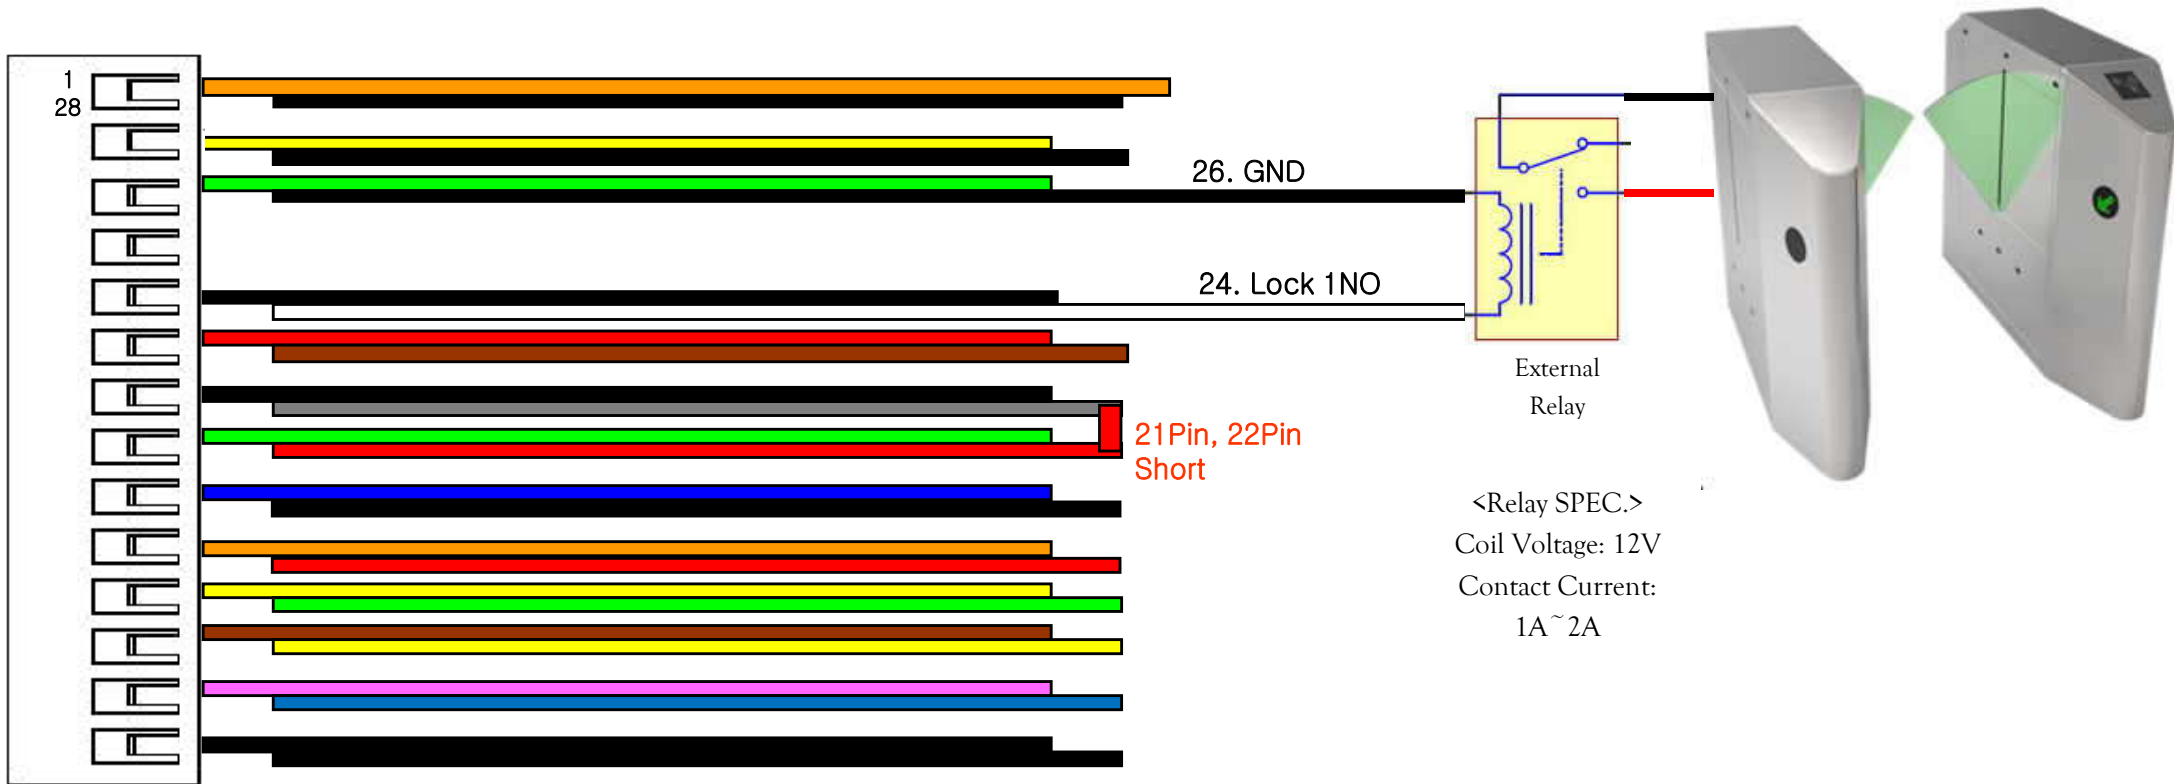 1
28
26. GND
24. Lock 1NO
External
Relay
21Pin, 22Pin
Short
<Relay SPEC.>
Coil Voltage: 12V
Contact Current:
1A~2A